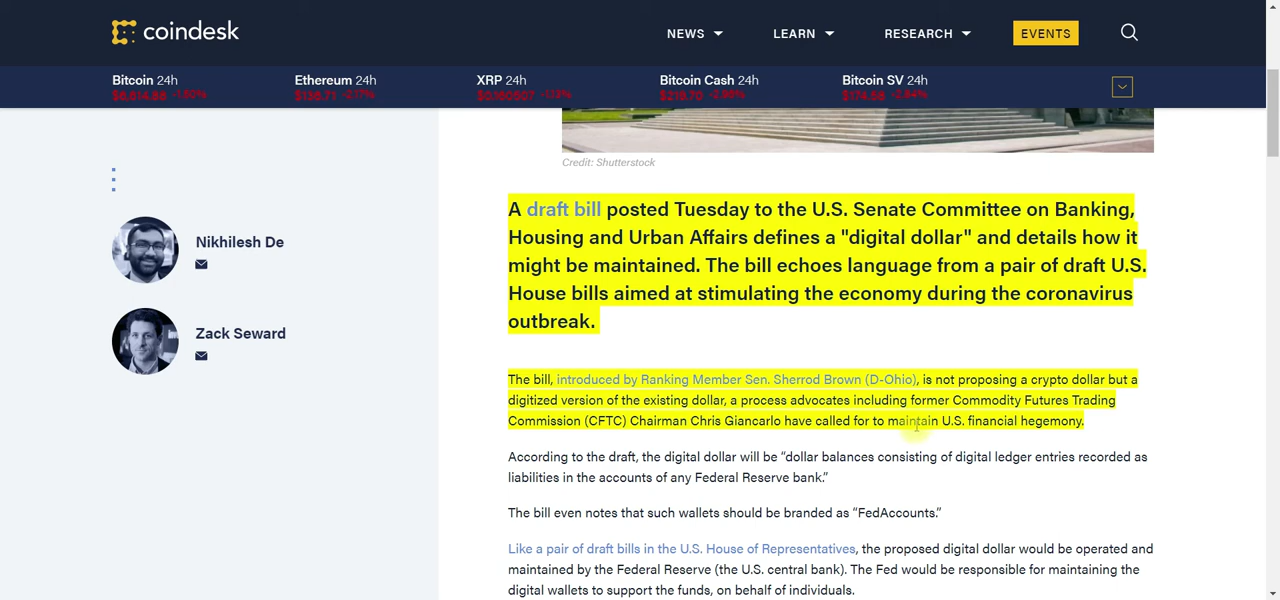 coindesk
NEWS
LEARN
RESEARCH
EVENTS
Bitcoin 24h
Ethereum 24h
XRP 24h
Bitcoin Cash 24h
Bitcoin SV 24h
-2.17%
Credit: Shutterstock
Nikhilesh De
Zack Seward
A draft bill posted Tuesday to the U.S. Senate Committee on Banking,
Housing and Urban Affairs defines a "digital dollar" and details how it
might be maintained. The bill echoes language from a pair of draft U.S.
House bills aimed at stimulating the economy during the coronavirus
outbreak.
The bill, introduced by Ranking Member Sen. Sherrod Brown (D-Ohio), is not proposing a crypto dollar but a
digitized version of the existing dollar, a process advocates including former Commodity Futures Trading
Commission (CFTC) Chairman Chris Giancarlo have called for to maintain U.S. financial hegemony.
According to the draft, the digital dollar will be “dollar balances consisting of digital ledger entries recorded as
liabilities in the accounts of any Federal Reserve bank.”
The bill even notes that such wallets should be branded as “FedAccounts.”
Like a pair of draft bills in the U.S. House of Representatives, the proposed digital dollar would be operated and
maintained by the Federal Reserve (the U.S. central bank). The Fed would be responsible for maintaining the
digital wallets to support the funds, on behalf of individuals.